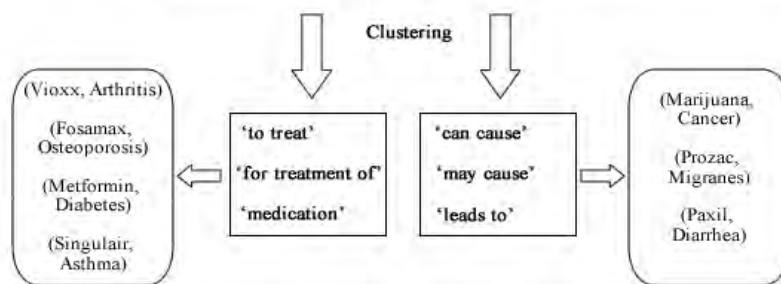 Clustering
(Vioxx, Arthritis)
(Fosamax,
Osteoporosis)
(Metformin,
Diabetes)
(Singulair,
Asthma)
‘to treat’
‘for treatment of’
‘medication’
‘can cause’
‘may cause’
‘leads to’
(Marijuana,
Cancer)
(Prozac,
Migranes)
(Paxil,
Diarrhea)